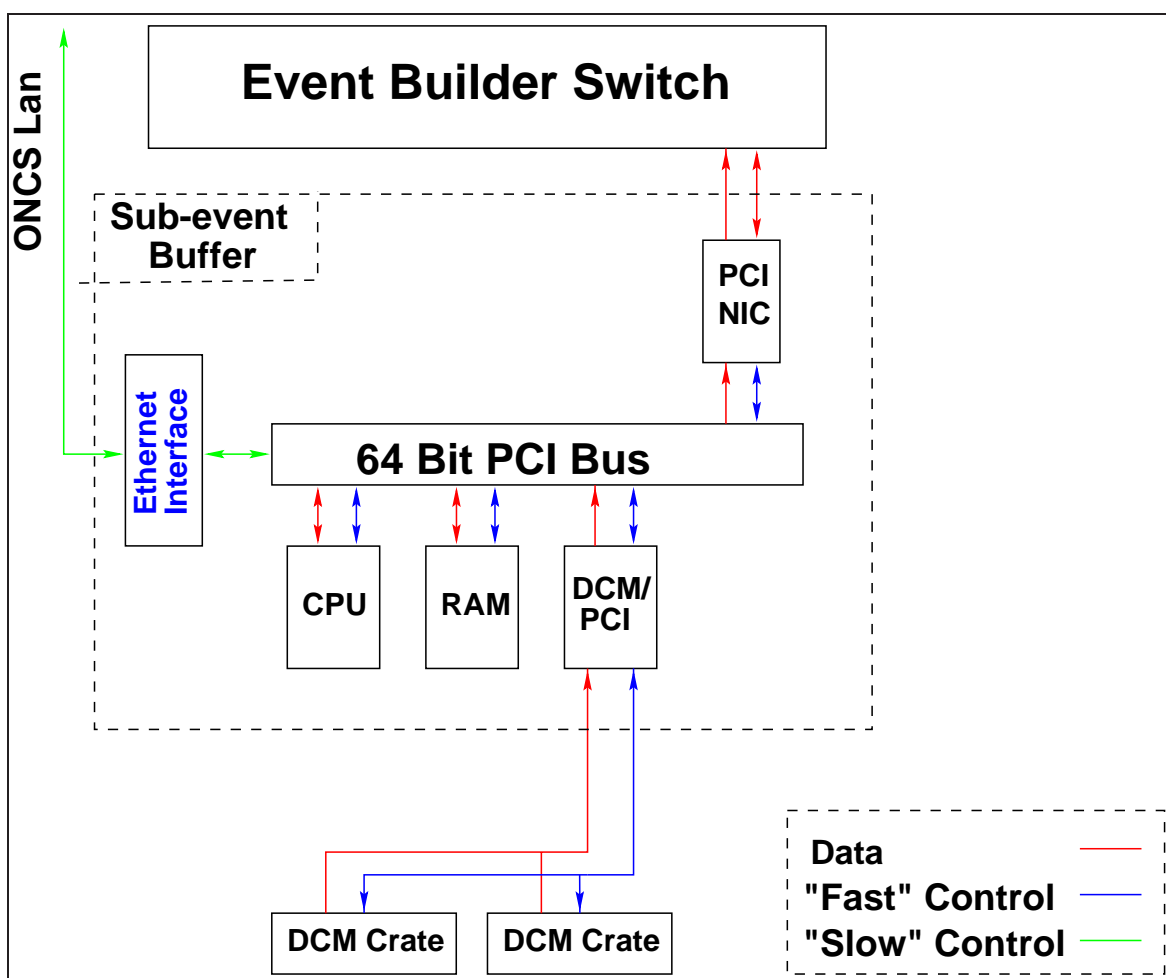 Event Builder Switch
ONCS Lan
Sub-event
Buffer
PCI
NIC
Ethernet
Interface
64 Bit PCI Bus
CPU
RAM
DCM/
PCI
DCM Crate
DCM Crate
Data
"Fast" Control
"Slow" Control